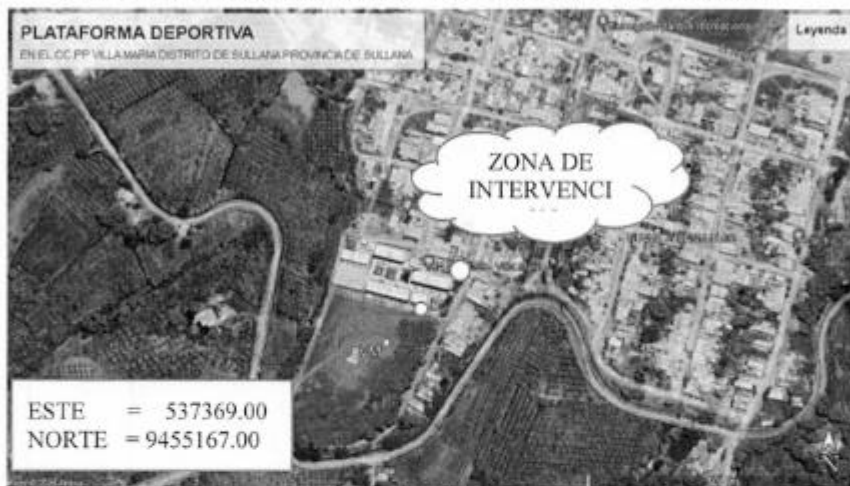 PLATAFORMA DEPORTIVA
EN EL CC.PP VILLA MARIA DISTRITO DE SULLANA PROVINCIA DE SULLANA
Leyenda
ZONA DE
INTERVENCI
ESTE = 537369.00
NORTE = 9455167.00